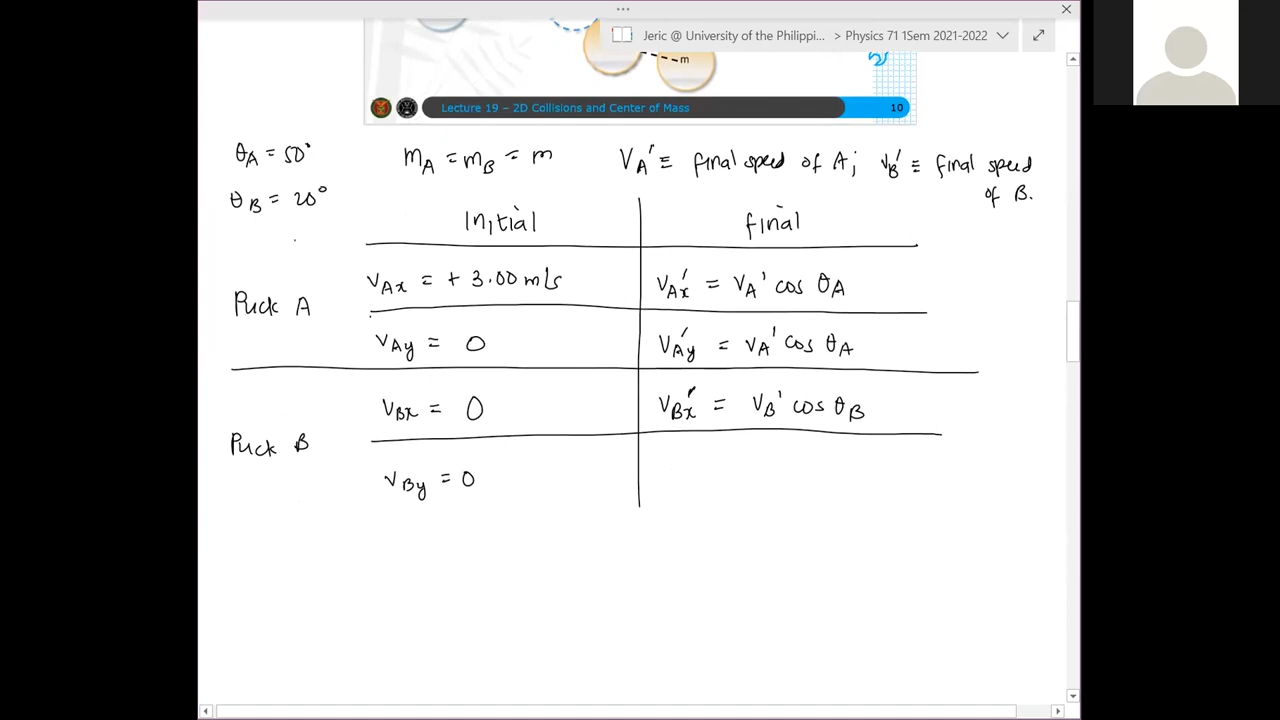 Jeric @ University of the Philippi... > Physics 71 1Sem 2021-2022
m
Lecture 19 – 2D Collisions and Center of Mass 10
θA = 50° mA = mB = m VA' ≡ final speed of A; VB' ≡ final speed of B.
θB = 20°
Initial final
Puck A
vAx = + 3.00 m/s vAx' = vA' cos θA
vAy = 0 vAy' = vA' cos θA
Puck B
vBx = 0 vBx' = vB' cos θB
vBy = 0